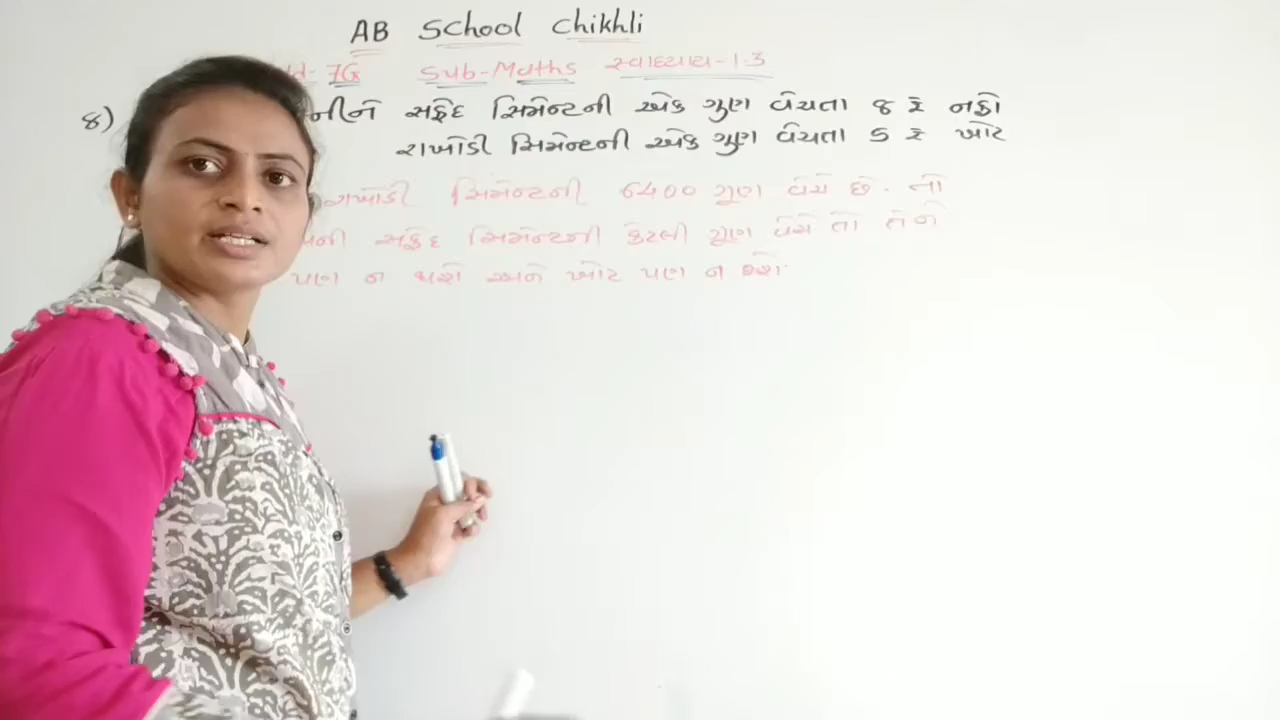 AB School Chikhli
7G Sub-Maths સ્વાધ્યાય-1.3
8) સફેદ સિમેન્ટની એક ગુણ વેચતા 8 રૂ નફો
રાખોડી સિમેન્ટની એક ગુણ વેચતા 5 રૂ ખોટ
રાખોડી સિમેન્ટની 6400 ગુણ વેચે છે. તો
સફેદ સિમેન્ટની કેટલી ગુણ વેચે તો તેને
પણ ન થશે અને ખોટ પણ ન થશે.